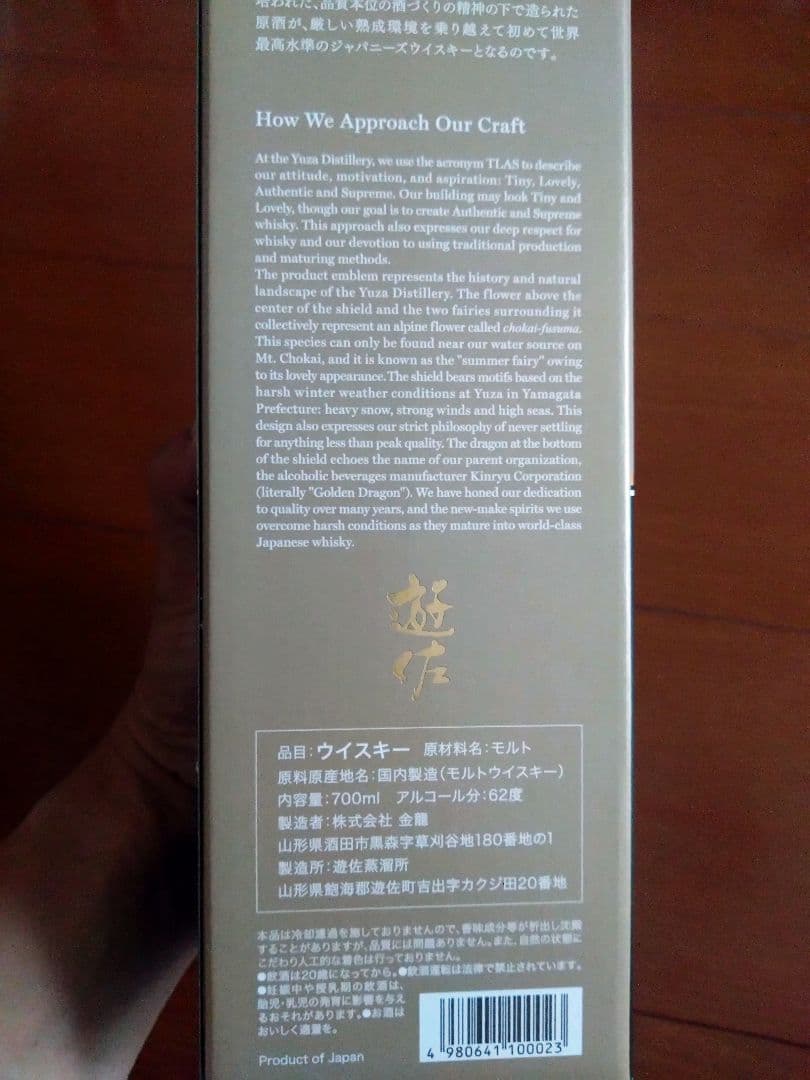 培われた、品質本位の酒づくりの精神の下で造られた
原酒が、厳しい熟成環境を乗り越えて初めて世界
最高水準のジャパニーズウイスキーとなるのです。
How We Approach Our Craft
At the Yuza Distillery, we use the acronym TLAS to describe
our attitude, motivation, and aspiration: Tiny, Lovely,
Authentic and Supreme. Our building may look Tiny and
Lovely, though our goal is to create Authentic and Supreme
whisky. This approach also expresses our deep respect for
whisky and our devotion to using traditional production
and maturing methods.
The product emblem represents the history and natural
landscape of the Yuza Distillery. The flower above the
center of the shield and the two fairies surrounding it
collectively represent an alpine flower called chokai-fusuma.
This species can only be found near our water source on
Mt. Chokai, and it is known as the "summer fairy" owing
to its lovely appearance. The shield bears motifs based on the
harsh winter weather conditions at Yuza in Yamagata
Prefecture: heavy snow, strong winds and high seas. This
design also expresses our strict philosophy of never settling
for anything less than peak quality. The dragon at the bottom
of the shield echoes the name of our parent organization,
the alcoholic beverages manufacturer Kinryu Corporation
(literally "Golden Dragon"). We have honed our dedication
to quality over many years, and the new-make spirits we use
overcome harsh conditions as they mature into world-class
Japanese whisky.
遊
佐
品目：ウイスキー 原材料名：モルト
原料原産地名：国内製造（モルトウイスキー）
内容量：700ml アルコール分：62度
製造者：株式会社 金龍
山形県酒田市黒森字草刈谷地180番地の1
製造所：遊佐蒸溜所
山形県飽海郡遊佐町吉出字カクジ田20番地
本品は冷却濾過を施しておりませんので、香味成分等が析出し沈殿
することがありますが、品質には問題ありません。また、自然の状態に
こだわり人工的な着色は行っておりません。
●飲酒は20歳になってから。●飲酒運転は法律で禁止されています。
●妊娠中や授乳期の飲酒は、
胎児・乳児の発育に影響を与え
るおそれがあります。●お酒は
おいしく適量を。
Product of Japan
4 980641 100023